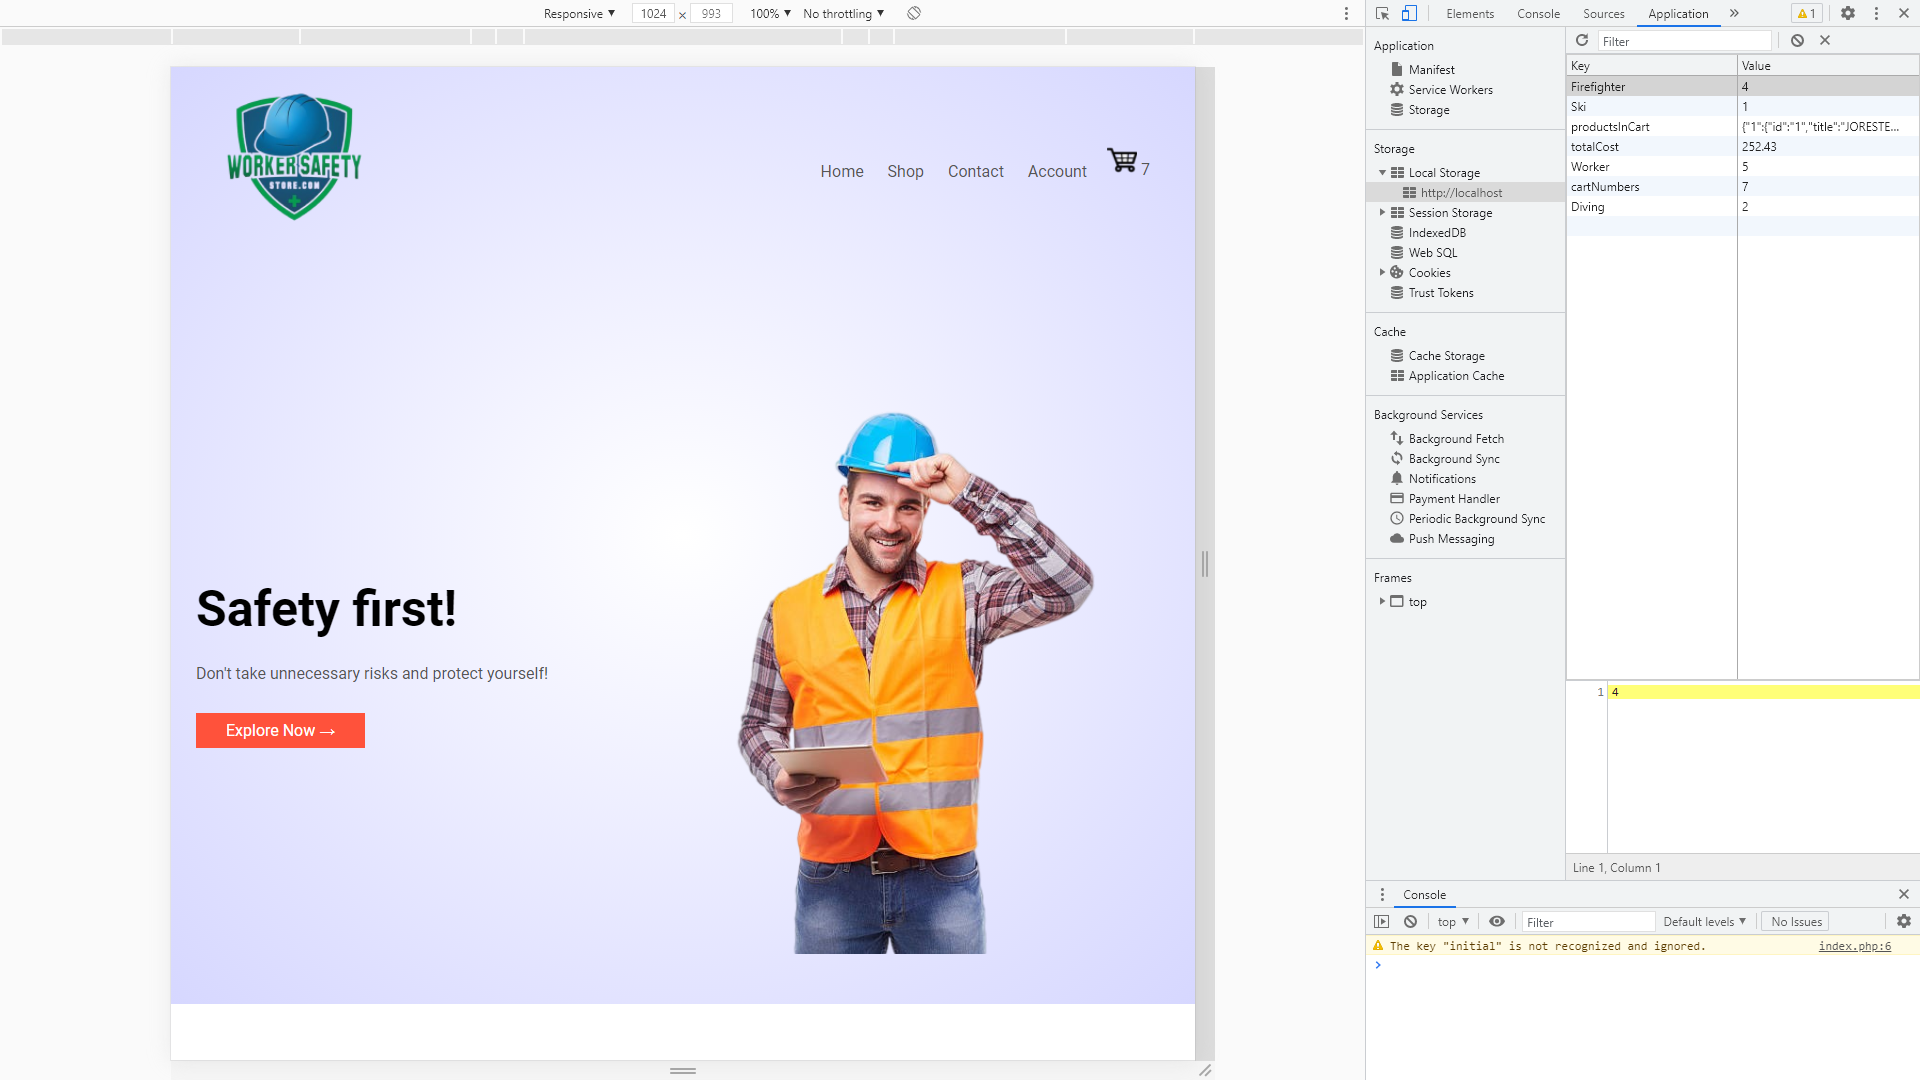 Responsive ▼ 1024 × 993 100% ▼ No throttling ▼
WORKER SAFETY
STORE.COM
Home Shop Contact Account 7
Safety first!
Don't take unnecessary risks and protect yourself!
Explore Now →
Elements Console Sources Application » 1
Application
Manifest
Service Workers
Storage
Storage
Local Storage
http://localhost
Session Storage
IndexedDB
Web SQL
Cookies
Trust Tokens
Cache
Cache Storage
Application Cache
Background Services
Background Fetch
Background Sync
Notifications
Payment Handler
Periodic Background Sync
Push Messaging
Frames
top
Filter
Key Value
Firefighter 4
Ski 1
productsInCart {"1":{"id":"1","title":"JORESTE...
totalCost 252.43
Worker 5
cartNumbers 7
Diving 2
1 4
Line 1, Column 1
Console
top ▼ Filter Default levels ▼ No Issues
The key "initial" is not recognized and ignored. index.php:6